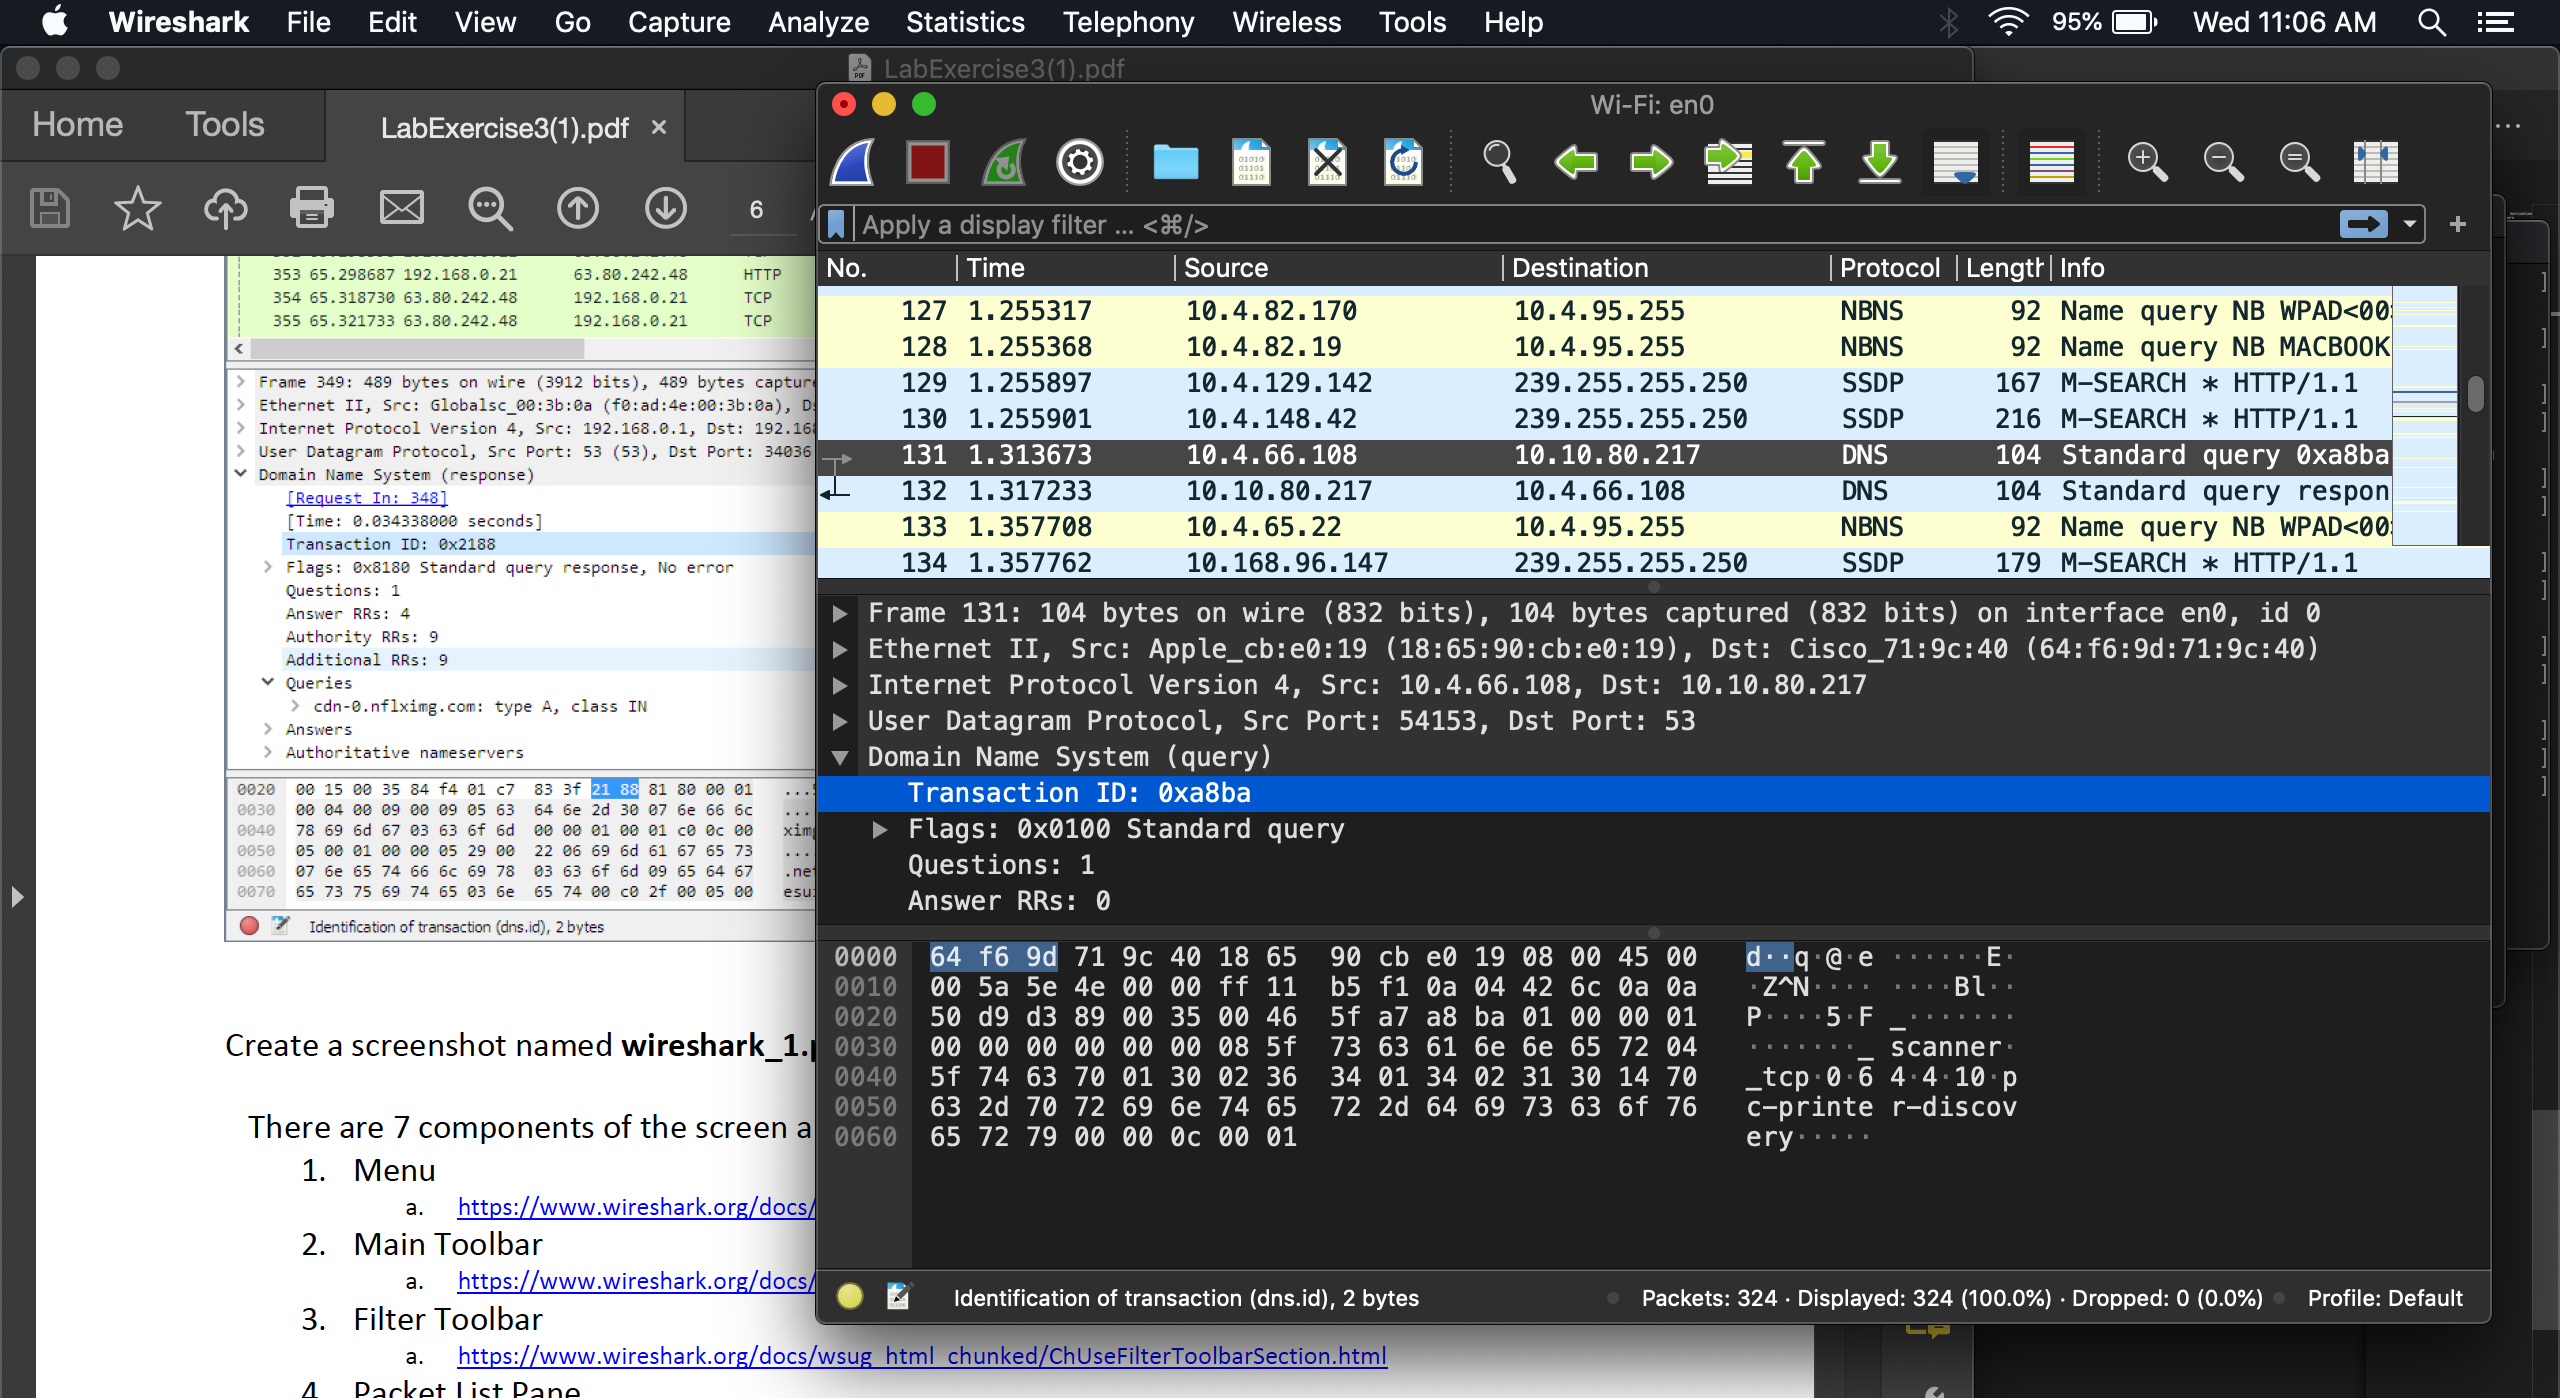 Wireshark File Edit View Go Capture Analyze Statistics Telephony Wireless Tools Help 95% Wed 11:06 AM
LabExercise3(1).pdf
Home Tools LabExercise3(1).pdf ×
6
353 65.298687 192.168.0.21 63.80.242.48 HTTP
354 65.318730 63.80.242.48 192.168.0.21 TCP
355 65.321733 63.80.242.48 192.168.0.21 TCP
Frame 349: 489 bytes on wire (3912 bits), 489 bytes capture
Ethernet II, Src: Globalsc_00:3b:0a (f0:ad:4e:00:3b:0a), D
Internet Protocol Version 4, Src: 192.168.0.1, Dst: 192.16
User Datagram Protocol, Src Port: 53 (53), Dst Port: 34036
Domain Name System (response)
[Request In: 348]
[Time: 0.034338000 seconds]
Transaction ID: 0x2188
Flags: 0x8180 Standard query response, No error
Questions: 1
Answer RRs: 4
Authority RRs: 9
Additional RRs: 9
Queries
cdn-0.nflximg.com: type A, class IN
Answers
Authoritative nameservers
0020 00 15 00 35 84 f4 01 c7 83 3f 21 88 81 80 00 01
0030 00 04 00 09 00 09 05 63 64 6e 2d 30 07 6e 66 6c ....
0040 78 69 6d 67 03 63 6f 6d 00 00 01 00 01 c0 0c 00 ximg
0050 05 00 01 00 00 05 29 00 22 06 69 6d 61 67 65 73 ....
0060 07 6e 65 74 66 6c 69 78 03 63 6f 6d 09 65 64 67 .net
0070 65 73 75 69 74 65 03 6e 65 74 00 c0 2f 00 05 00 esui
Identification of transaction (dns.id), 2 bytes
Create a screenshot named wireshark_1.p
There are 7 components of the screen a
1. Menu
a. https://www.wireshark.org/docs/
2. Main Toolbar
a. https://www.wireshark.org/docs/
3. Filter Toolbar
a. https://www.wireshark.org/docs/wsug_html_chunked/ChUseFilterToolbarSection.html
4. Packet List Pane
Wi-Fi: en0
Apply a display filter ... <⌘/>
No. Time Source Destination Protocol Length Info
127 1.255317 10.4.82.170 10.4.95.255 NBNS 92 Name query NB WPAD<00>
128 1.255368 10.4.82.19 10.4.95.255 NBNS 92 Name query NB MACBOOK
129 1.255897 10.4.129.142 239.255.255.250 SSDP 167 M-SEARCH * HTTP/1.1
130 1.255901 10.4.148.42 239.255.255.250 SSDP 216 M-SEARCH * HTTP/1.1
131 1.313673 10.4.66.108 10.10.80.217 DNS 104 Standard query 0xa8ba
132 1.317233 10.10.80.217 10.4.66.108 DNS 104 Standard query respon
133 1.357708 10.4.65.22 10.4.95.255 NBNS 92 Name query NB WPAD<00>
134 1.357762 10.168.96.147 239.255.255.250 SSDP 179 M-SEARCH * HTTP/1.1
Frame 131: 104 bytes on wire (832 bits), 104 bytes captured (832 bits) on interface en0, id 0
Ethernet II, Src: Apple_cb:e0:19 (18:65:90:cb:e0:19), Dst: Cisco_71:9c:40 (64:f6:9d:71:9c:40)
Internet Protocol Version 4, Src: 10.4.66.108, Dst: 10.10.80.217
User Datagram Protocol, Src Port: 54153, Dst Port: 53
Domain Name System (query)
Transaction ID: 0xa8ba
Flags: 0x0100 Standard query
Questions: 1
Answer RRs: 0
0000 64 f6 9d 71 9c 40 18 65 90 cb e0 19 08 00 45 00 d··q·@·e ······E·
0010 00 5a 5e 4e 00 00 ff 11 b5 f1 0a 04 42 6c 0a 0a ·Z^N···· ····Bl··
0020 50 d9 d3 89 00 35 00 46 5f a7 a8 ba 01 00 00 01 P····5·F _·······
0030 00 00 00 00 00 00 08 5f 73 63 61 6e 6e 65 72 04 ·······_ scanner·
0040 5f 74 63 70 01 30 02 36 34 01 34 02 31 30 14 70 _tcp·0·6 4·4·10·p
0050 63 2d 70 72 69 6e 74 65 72 2d 64 69 73 63 6f 76 c-printe r-discov
0060 65 72 79 00 00 0c 00 01 ery·····
Identification of transaction (dns.id), 2 bytes Packets: 324 · Displayed: 324 (100.0%) · Dropped: 0 (0.0%) Profile: Default